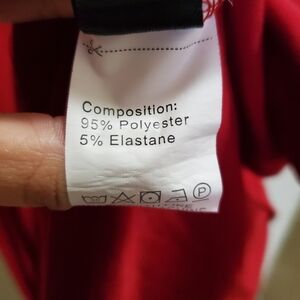 Composition:
95% Polyester
5% Elastane
P